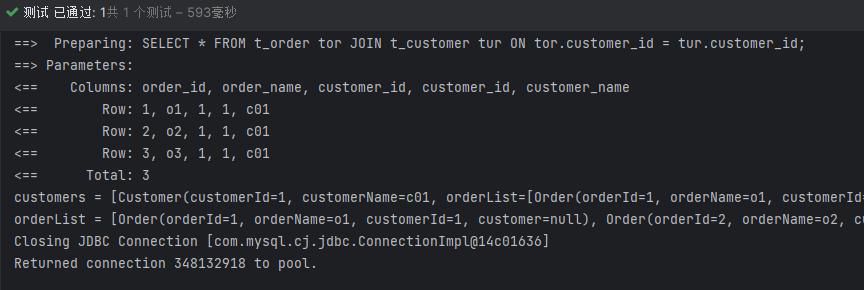 测试 已通过: 1共 1 个测试 – 593毫秒
==>  Preparing: SELECT * FROM t_order tor JOIN t_customer tur ON tor.customer_id = tur.customer_id;
==> Parameters:
<==    Columns: order_id, order_name, customer_id, customer_id, customer_name
<==        Row: 1, o1, 1, 1, c01
<==        Row: 2, o2, 1, 1, c01
<==        Row: 3, o3, 1, 1, c01
<==      Total: 3
customers = [Customer(customerId=1, customerName=c01, orderList=[Order(orderId=1, orderName=o1, customerId=
orderList = [Order(orderId=1, orderName=o1, customerId=1, customer=null), Order(orderId=2, orderName=o2, cu
Closing JDBC Connection [com.mysql.cj.jdbc.ConnectionImpl@14c01636]
Returned connection 348132918 to pool.